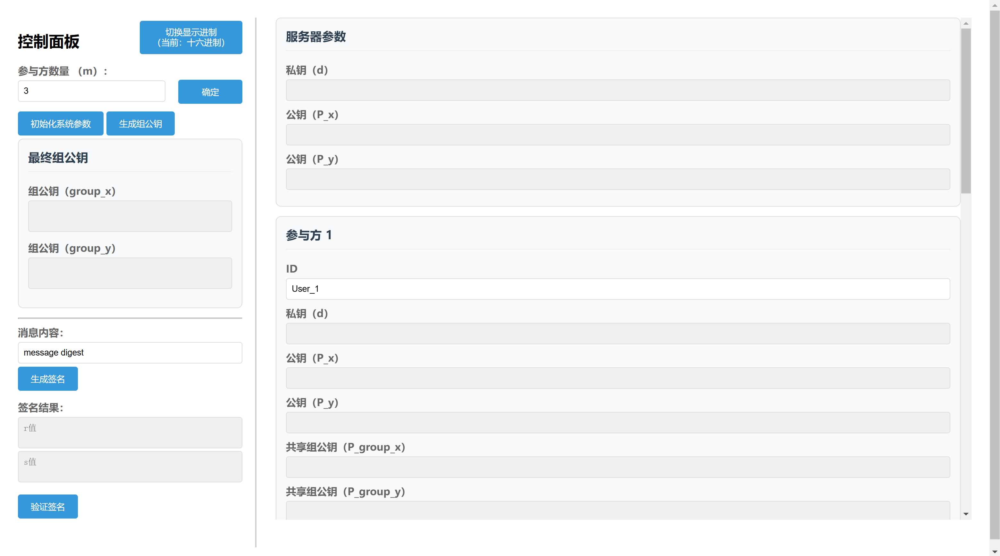 控制面板
切换显示进制
（当前：十六进制）
参与方数量 （m）：
3
确定
初始化系统参数
生成组公钥
最终组公钥
组公钥（group_x）
组公钥（group_y）
消息内容：
message digest
生成签名
签名结果：
r值
s值
验证签名
服务器参数
私钥（d）
公钥（P_x）
公钥（P_y）
参与方 1
ID
User_1
私钥（d）
公钥（P_x）
公钥（P_y）
共享组公钥（P_group_x）
共享组公钥（P_group_y）